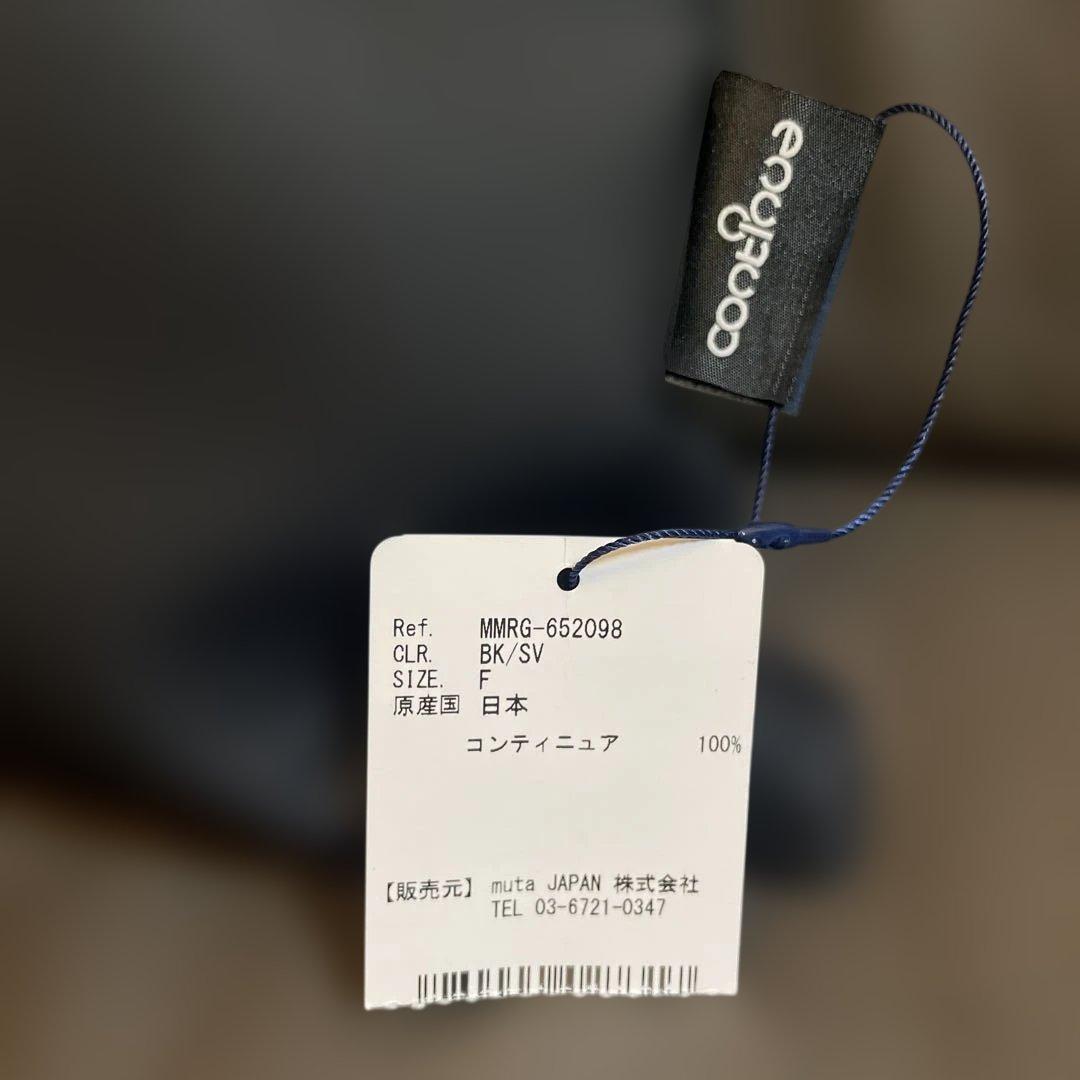 continue
Ref. MMRG-652098
CLR. BK/SV
SIZE. F
原産国 日本
コンティニュア 100%
【販売元】 muta JAPAN 株式会社
TEL 03-6721-0347